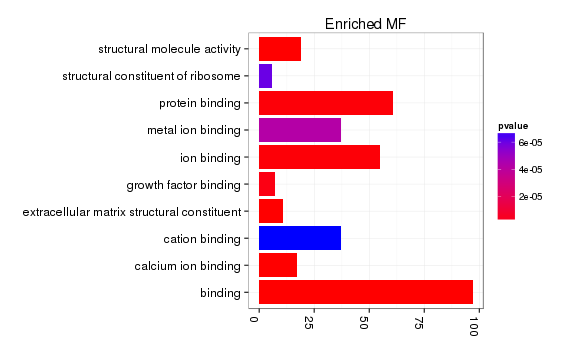 Enriched MF
structural molecule activity
structural constituent of ribosome
protein binding
metal ion binding
ion binding
growth factor binding
extracellular matrix structural constituent
cation binding
calcium ion binding
binding
0
25
50
75
100
pvalue
6e-05
4e-05
2e-05